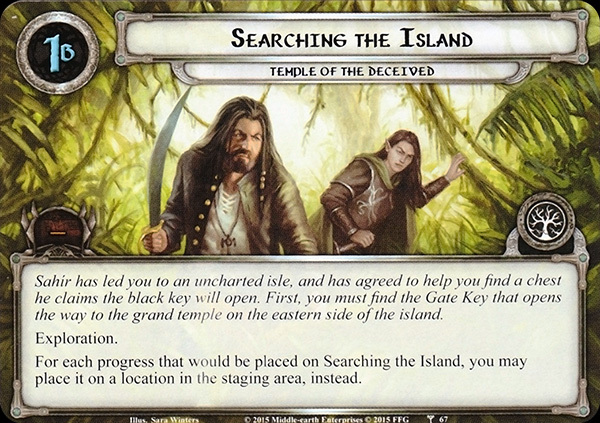 1B
SEARCHING THE ISLAND
TEMPLE OF THE DECEIVED
Sahír has led you to an uncharted isle, and has agreed to help you find a chest
he claims the black key will open. First, you must find the Gate Key that opens
the way to the grand temple on the eastern side of the island.
Exploration.
For each progress that would be placed on Searching the Island, you may
place it on a location in the staging area, instead.
Illus. Sara Winters © 2015 Middle-earth Enterprises © 2015 FFG 67